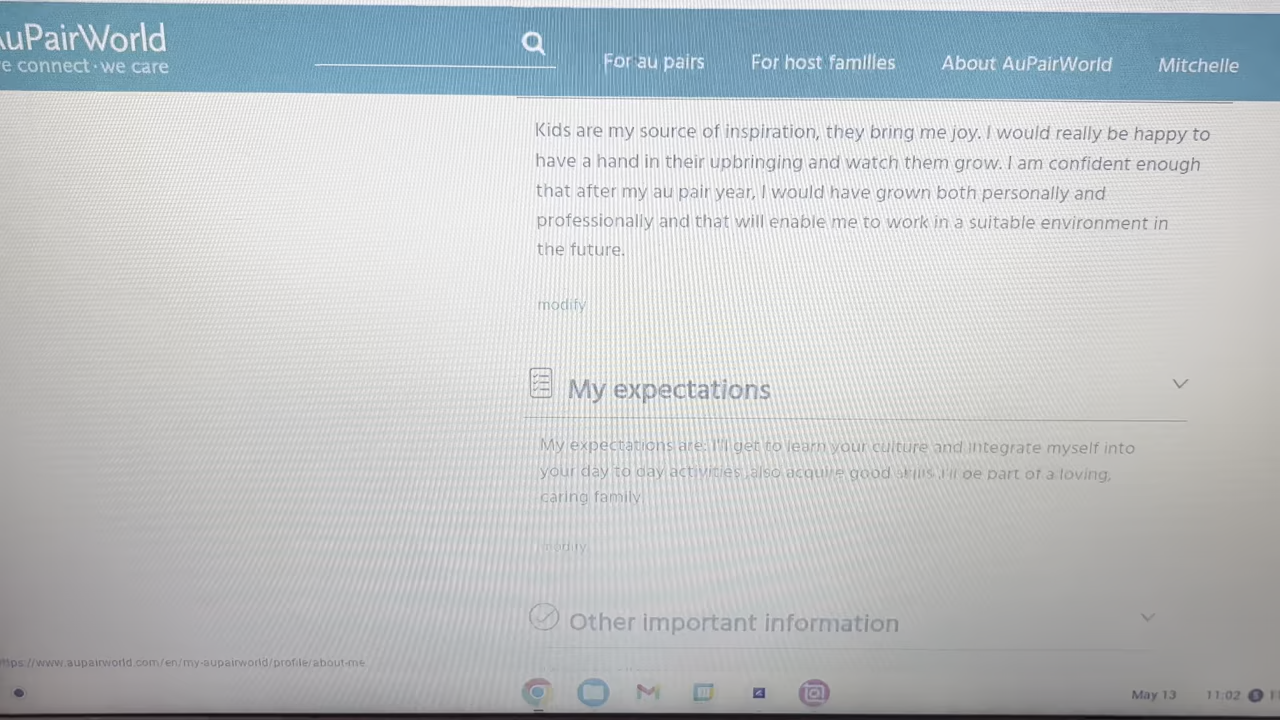 uPairWorld
e connect · we care
For au pairs
For host families
About AuPairWorld
Mitchelle
Kids are my source of inspiration, they bring me joy. I would really be happy to
have a hand in their upbringing and watch them grow. I am confident enough
that after my au pair year, I would have grown both personally and
professionally and that will enable me to work in a suitable environment in
the future.
modify
My expectations
My expectations are: I'll get to learn your culture and integrate myself into
your day to day activities ,also acquire good skills .I'll be part of a loving,
caring family
modify
Other important information
ttps://www.aupairworld.com/en/my-aupairworld/profile/about-me
May 13
11:02